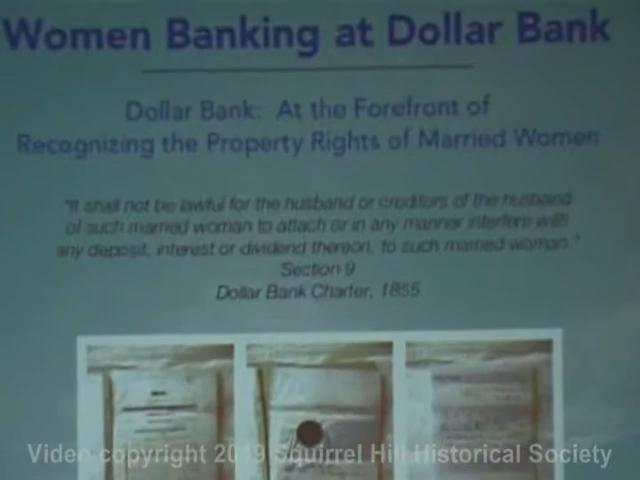 Women Banking at Dollar Bank
Dollar Bank: At the Forefront of
Recognizing the Property Rights of Married Women
"It shall not be lawful for the husband or creditors of the husband
of such married woman to attach or in any manner interfere with
any deposit, interest or dividend thereon, to such married woman."
Section 9
Dollar Bank Charter, 1855
Video copyright 2019 Squirrel Hill Historical Society